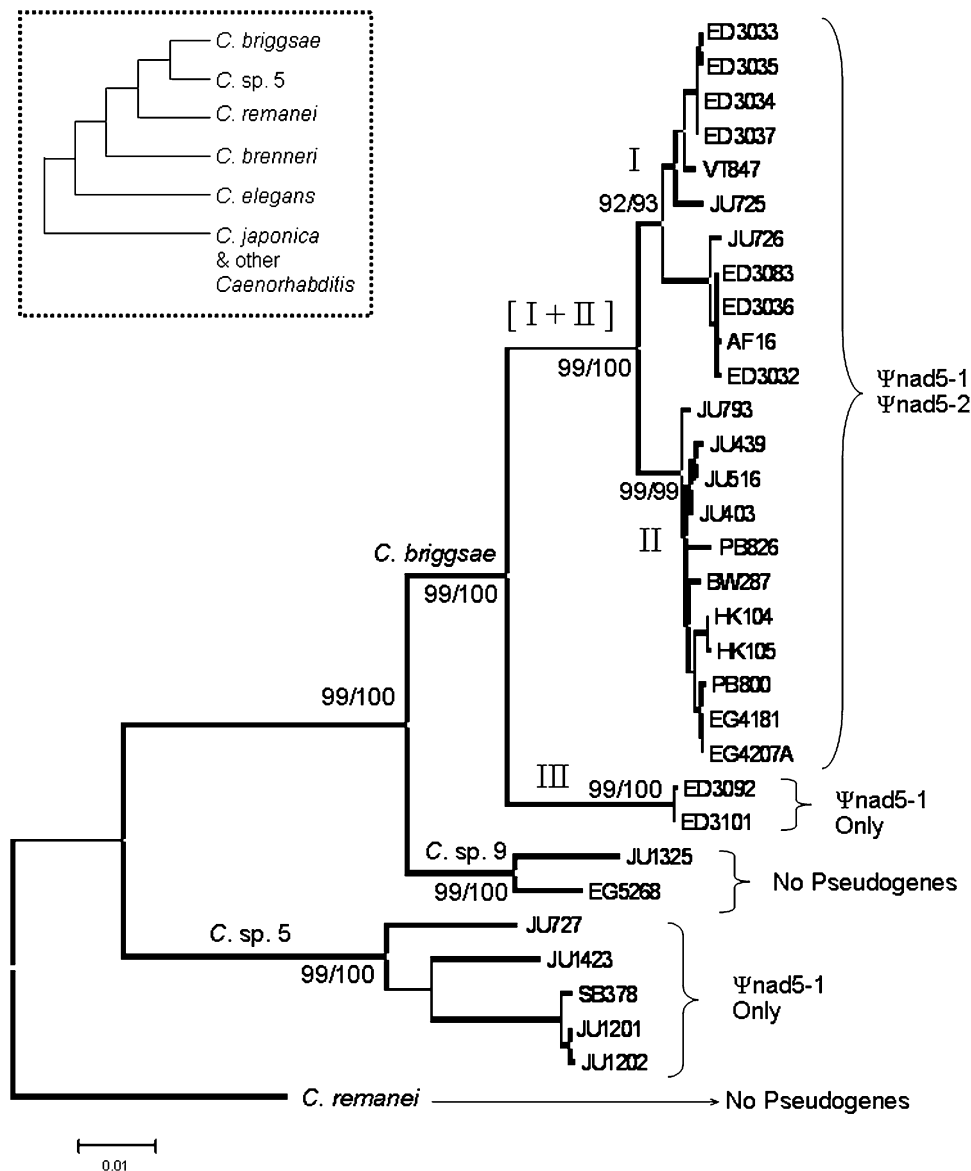 C. briggsae
C. sp. 5
C. remanei
C. brenneri
C. elegans
C. japonica
& other
Caenorhabditis
ED3033
ED3035
ED3034
ED3037
VT847
JU725
I
92/93
JU726
ED3083
ED3036
AF16
ED3032
[ I + II ]
99/100
Ψnad5-1
Ψnad5-2
JU793
JU439
JU516
JU403
99/99
II
PB826
BW287
HK104
HK105
PB800
EG4181
EG4207A
C. briggsae
99/100
99/100
III
99/100
ED3092
ED3101
Ψnad5-1
Only
C. sp. 9
99/100
JU1325
EG5268
No Pseudogenes
C. sp. 5
99/100
JU727
JU1423
SB378
JU1201
JU1202
Ψnad5-1
Only
C. remanei
No Pseudogenes
0.01